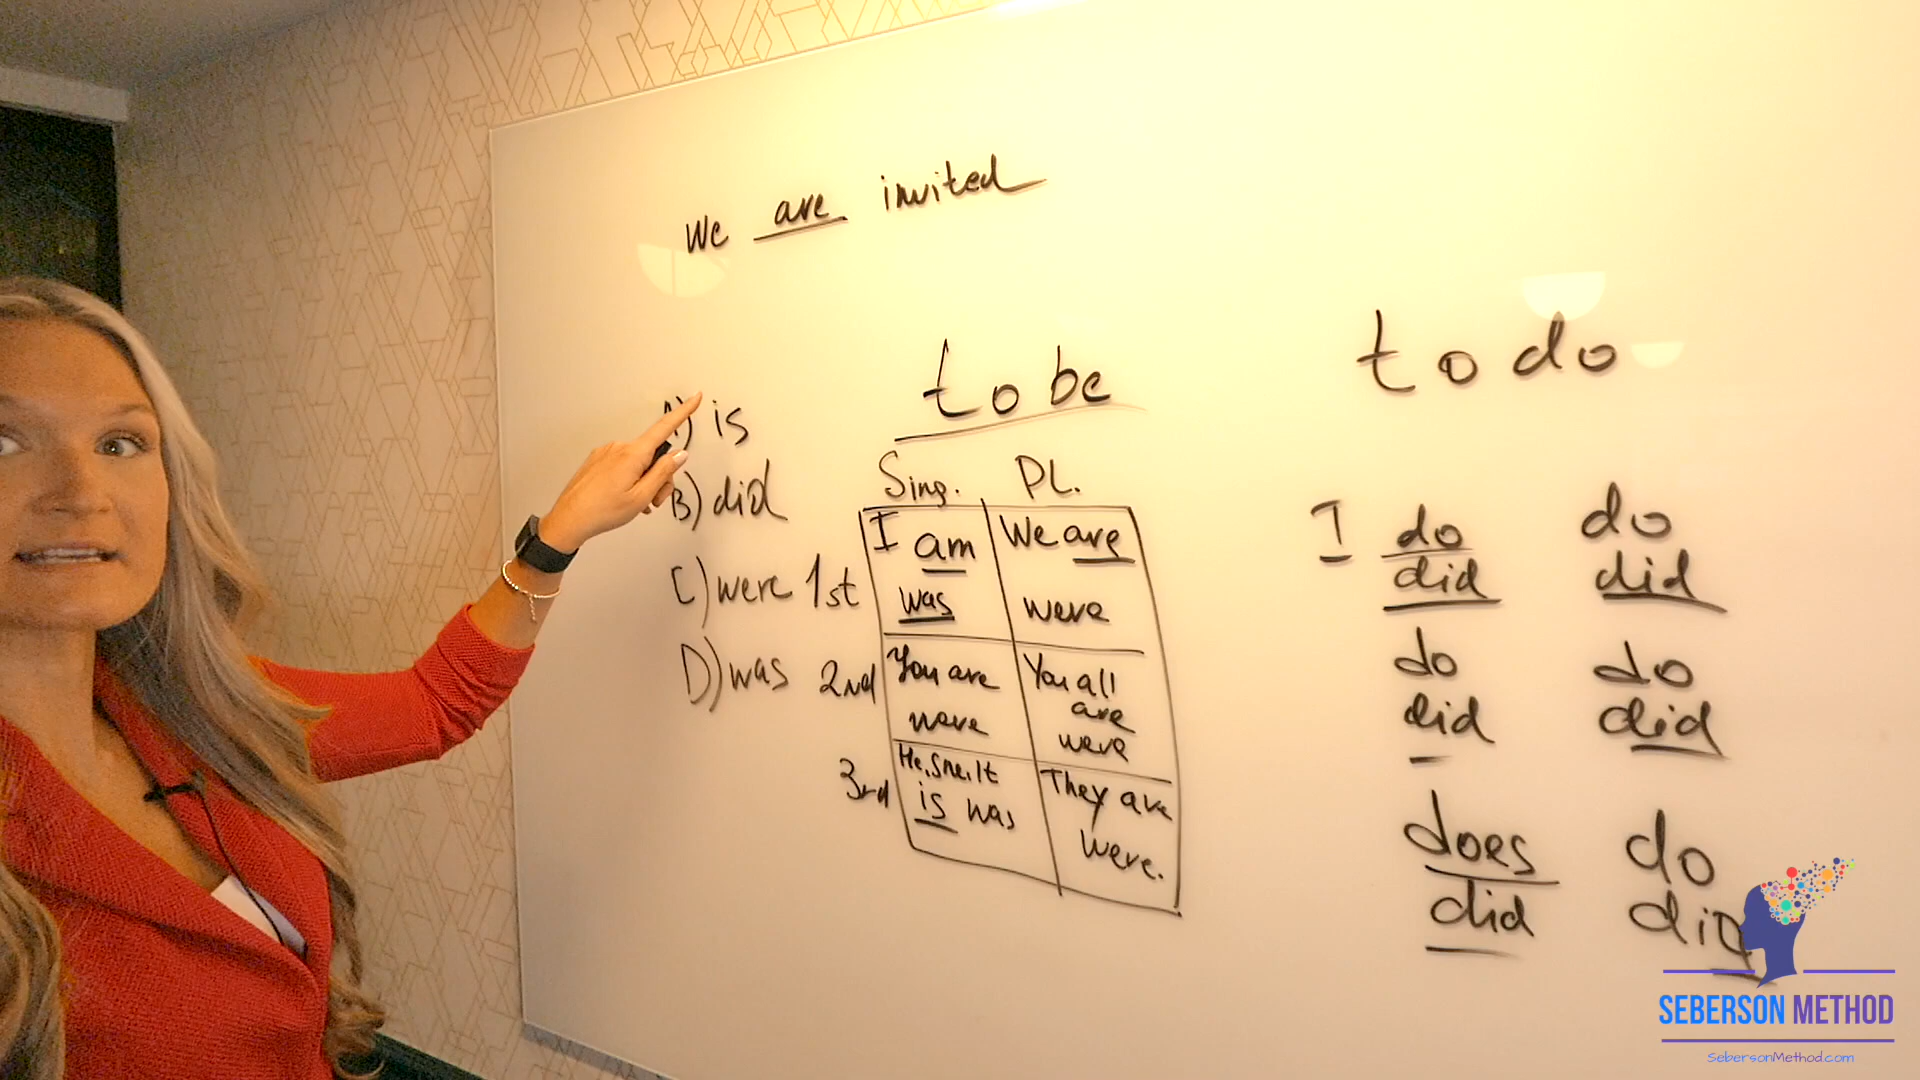 We are invited
to be
to do
A) is
B) did
C) were
D) was
Sing. PL.
1st
I am
was
We are
were
2nd
You are
were
You all
are
were
3rd
He, She, It
is was
They are
were.
I do do
did did
do do
did did
does do
did did
SEBERSON METHOD
SebersonMethod.com